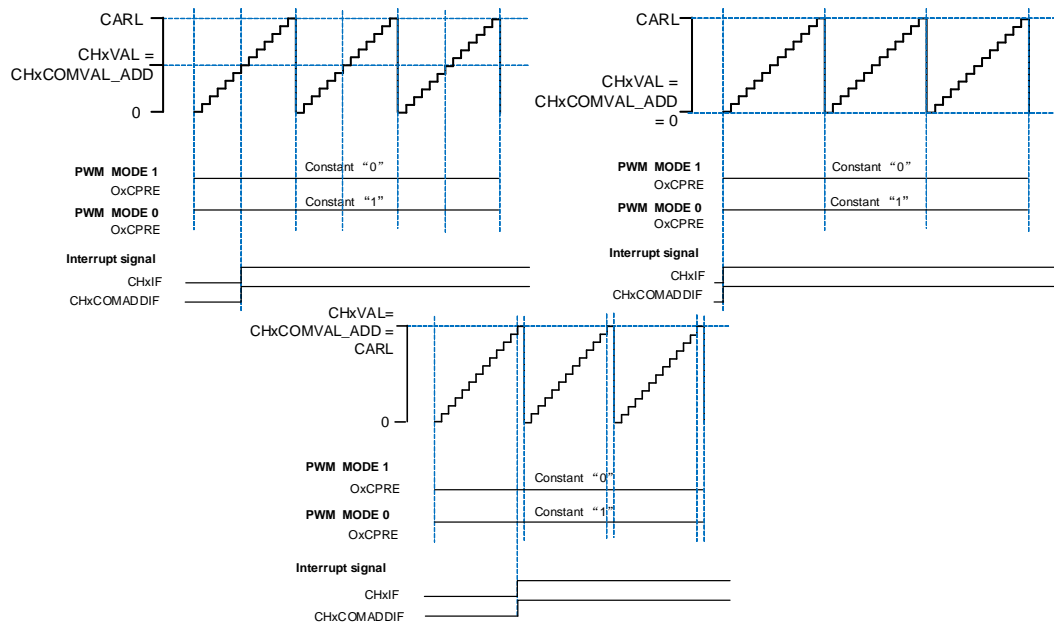 CARL
CHxVAL =
CHxCOMVAL_ADD
0
PWM MODE 1
OxCPRE
Constant “0”
PWM MODE 0
OxCPRE
Constant “1”
Interrupt signal
CHxIF
CHxCOMADDIF
CARL
CHxVAL =
CHxCOMVAL_ADD
= 0
PWM MODE 1
OxCPRE
Constant “0”
PWM MODE 0
OxCPRE
Constant “1”
Interrupt signal
CHxIF
CHxCOMADDIF
CHxVAL=
CHxCOMVAL_ADD =
CARL
0
PWM MODE 1
OxCPRE
Constant “0”
PWM MODE 0
OxCPRE
Constant “1”
Interrupt signal
CHxIF
CHxCOMADDIF